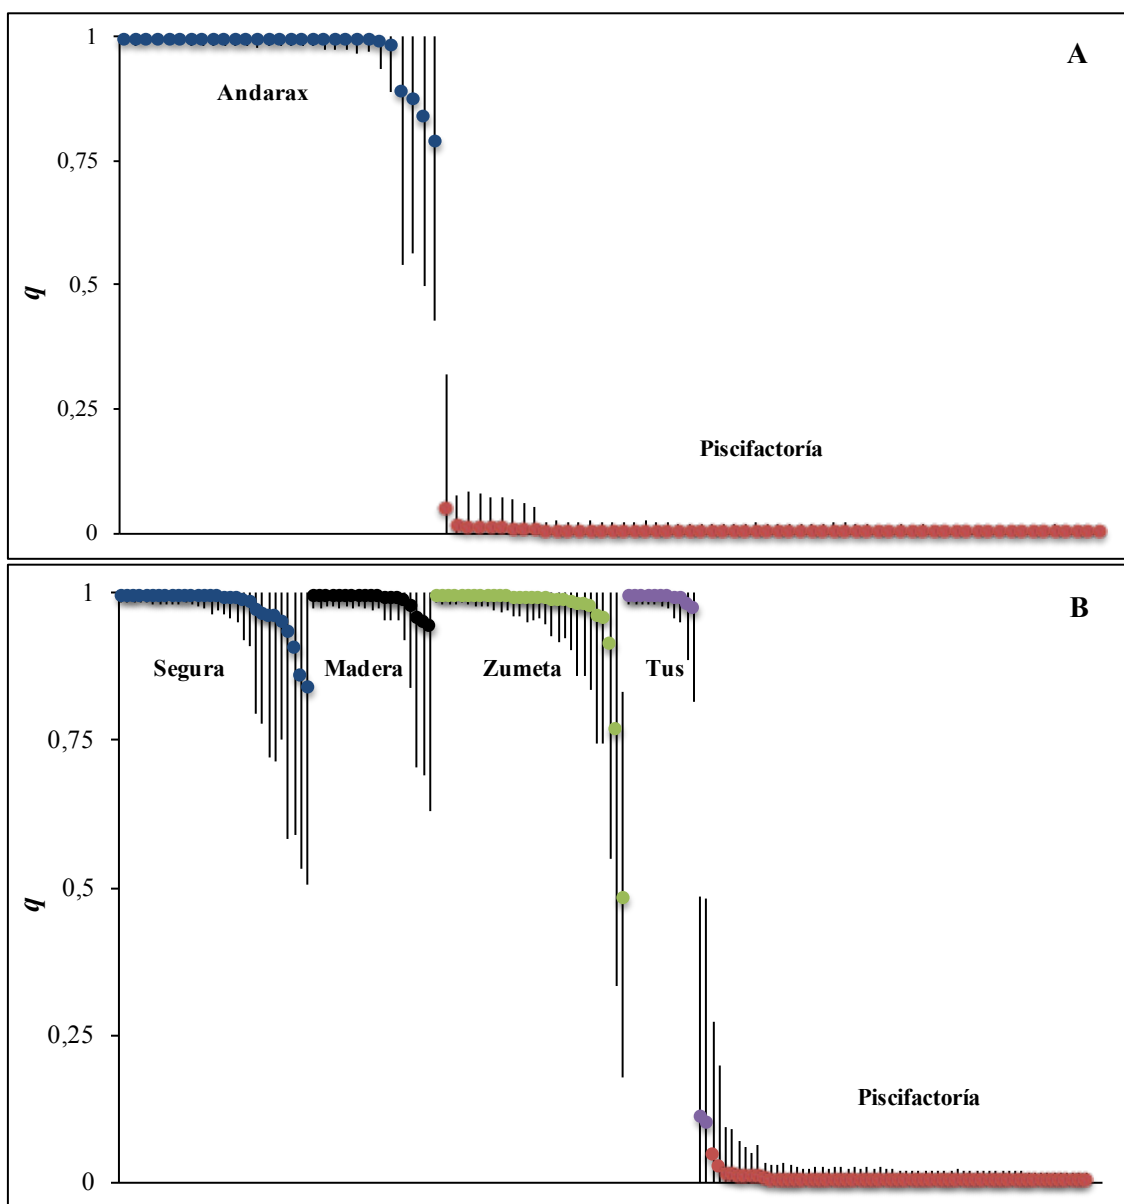 1
A
Andarax
0,75
0,5
q
0,25
Piscifactoría
0
1
B
Segura
Madera
Zumeta
Tus
0,75
0,5
q
0,25
Piscifactoría
0